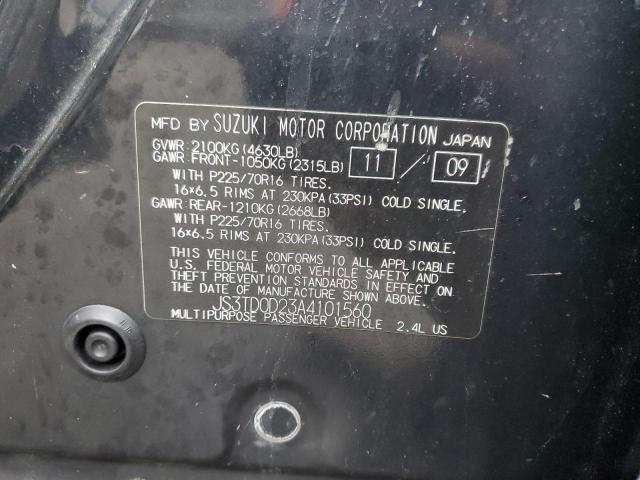 MFD BY SUZUKI MOTOR CORPORATION JAPAN
GVWR: 2100KG (4630LB)
GAWR: FRONT-1050KG (2315LB) 11 / 09
WITH P225/70R16 TIRES.
16×6.5 RIMS AT 230KPA (33PSI) COLD SINGLE.
GAWR: REAR-1210KG (2668LB)
WITH P225/70R16 TIRES.
16×6.5 RIMS AT 230KPA (33PSI) COLD SINGLE.
THIS VEHICLE CONFORMS TO ALL APPLICABLE
U.S. FEDERAL MOTOR VEHICLE SAFETY AND
THEFT PREVENTION STANDARDS IN EFFECT ON
THE DATE OF MANUFACTURE SHOWN ABOVE.
JS3TD0D23A4101560
MULTIPURPOSE PASSENGER VEHICLE 2.4L US